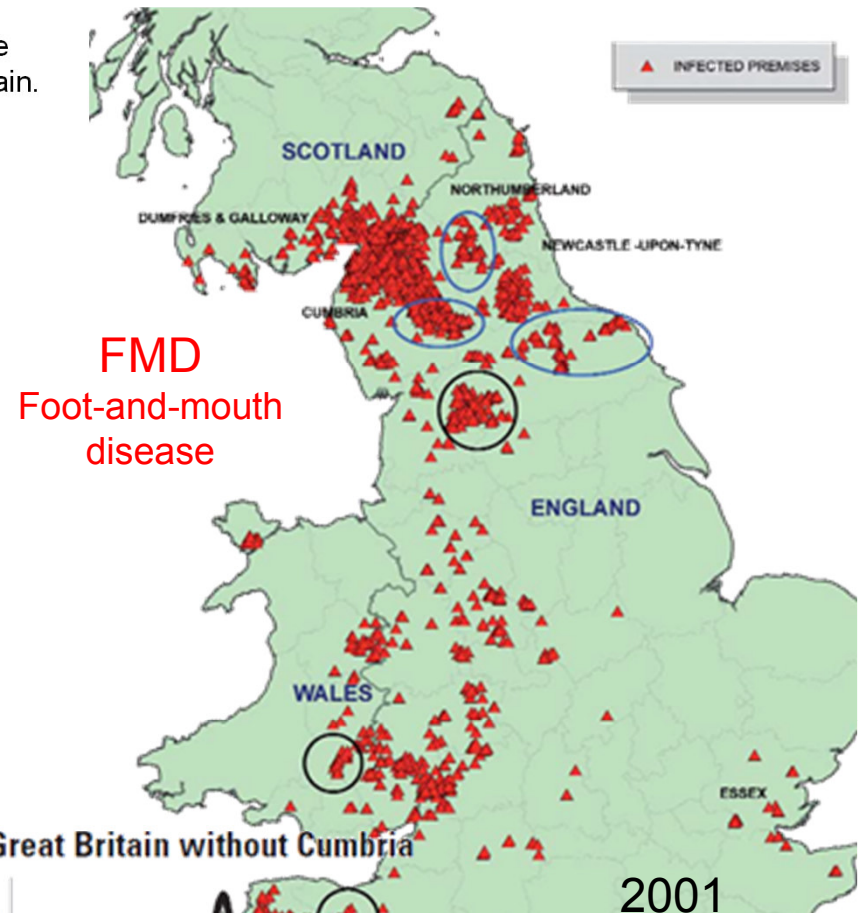 e
ain.
INFECTED PREMISES
SCOTLAND
NORTHUMBERLAND
DUMFRIES & GALLOWAY
NEWCASTLE -UPON-TYNE
CUMBRIA
FMD
Foot-and-mouth
disease
ENGLAND
WALES
ESSEX
Great Britain without Cumbria
2001